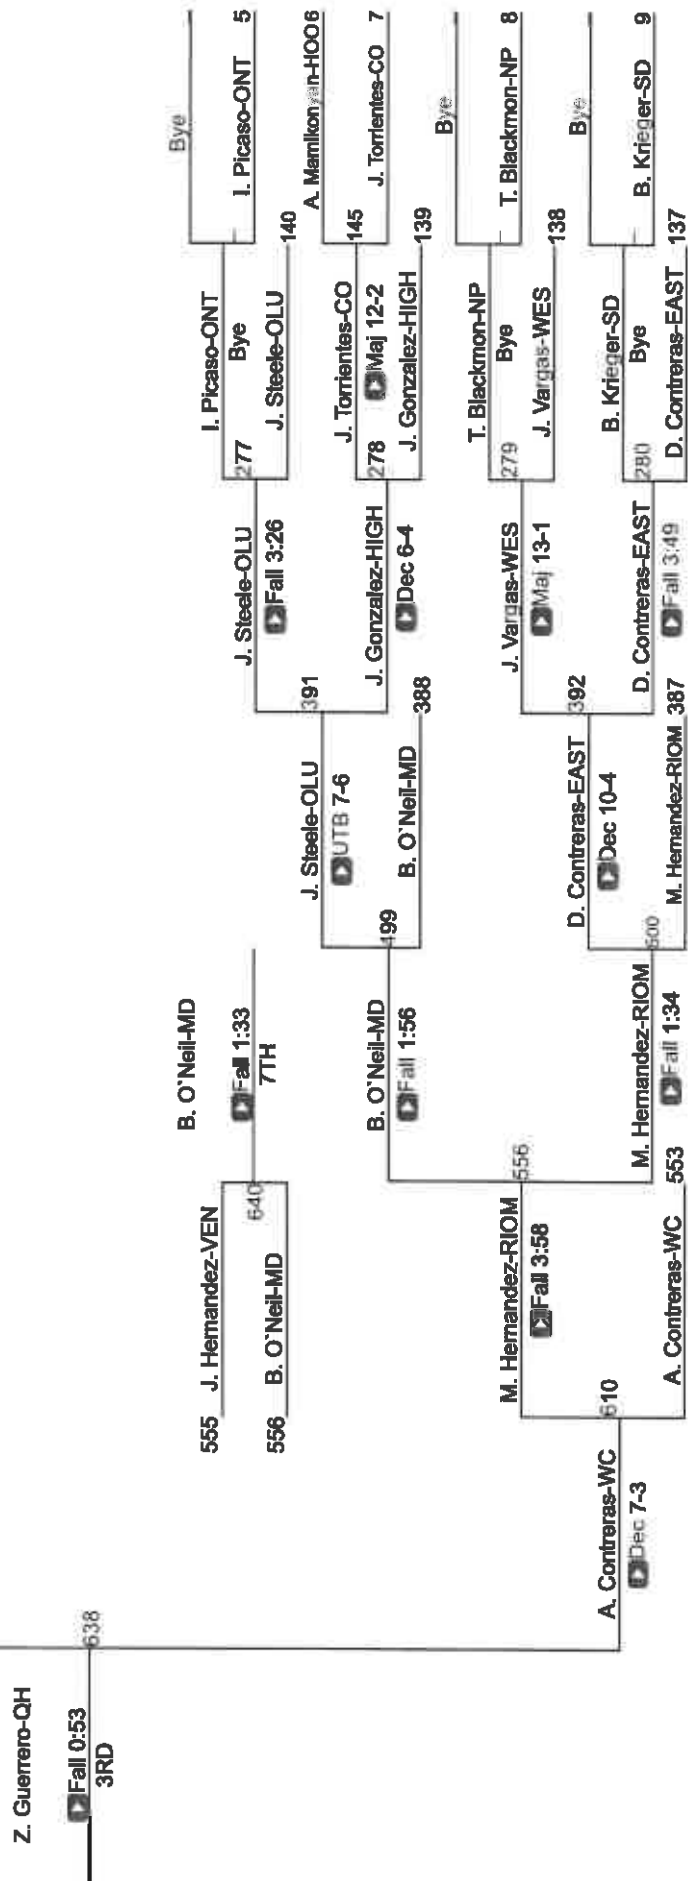 Z. Guerrero-QH
Fall 0:53
3RD
638
A. Contreras-WC
Dec 7-3
555 J. Hernandez-VEN
640
556 B. O`Neil-MD
B. O`Neil-MD
Fall 1:33
7TH
M. Hernandez-RIOM
Fall 3:58
610
A. Contreras-WC 553
B. O`Neil-MD
Fall 1:56
556
M. Hernandez-RIOM
Fall 1:34
J. Steele-OLU
UTB 7-6
499
B. O`Neil-MD 388
D. Contreras-EAST
Dec 10-4
600
M. Hernandez-RIOM 387
J. Steele-OLU
Fall 3:26
391
J. Gonzalez-HIGH
Dec 6-4
J. Vargas-WES
Maj 13-1
392
D. Contreras-EAST
Fall 3:49
I. Picaso-ONT
277 Bye
J. Steele-OLU 140
J. Torrientes-CO 145
278 Maj 12-2
J. Gonzalez-HIGH 139
T. Blackmon-NP
279 Bye
J. Vargas-WES 138
B. Krieger-SD
280 Bye
D. Contreras-EAST 137
Bye
I. Picaso-ONT 5
A. Mamikonyan-HOO6
J. Torrientes-CO 7
Bye
T. Blackmon-NP 8
Bye
B. Krieger-SD 9